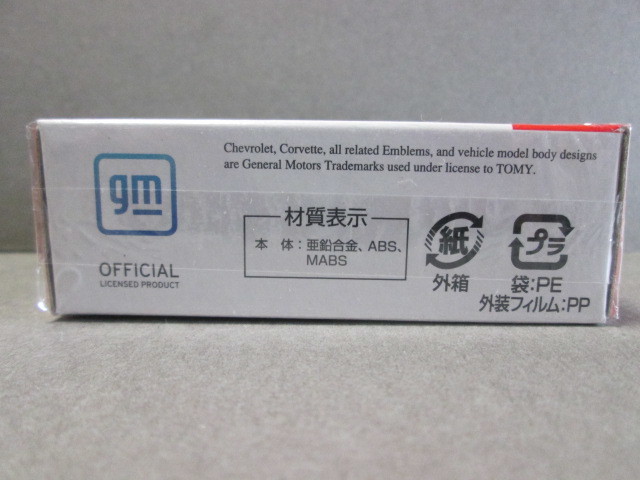 Chevrolet, Corvette, all related Emblems, and vehicle model body designs
are General Motors Trademarks used under license to TOMY.
gm
OFFICIAL
LICENSED PRODUCT
材質表示
本 体:亜鉛合金、ABS、
MABS
紙
外箱
プラ
袋:PE
外装フィルム:PP